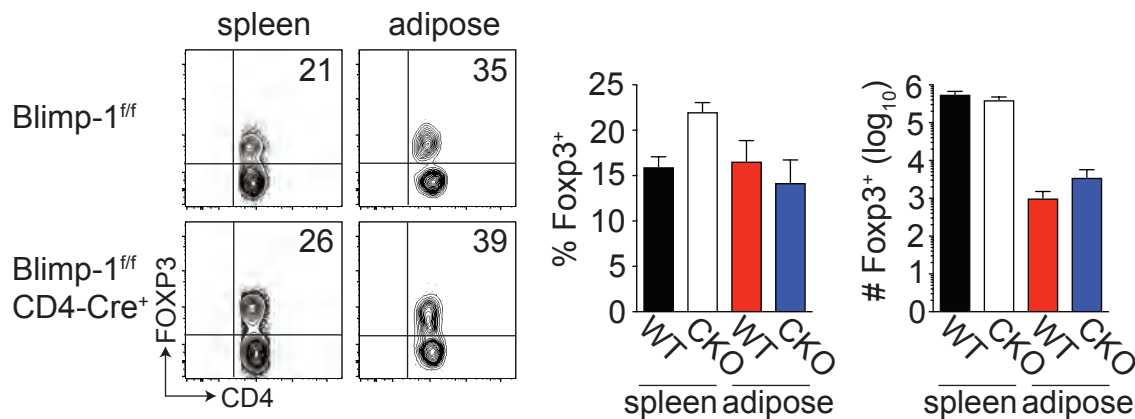 spleen adipose
Blimp-1f/f
21
35
Blimp-1f/f
CD4-Cre+
26
39
FOXP3
CD4
% Foxp3+
25
20
15
10
5
0
WT CKO WT CKO
spleen adipose
# Foxp3+ (log10)
6
5
4
3
2
1
0
WT CKO WT CKO
spleen adipose